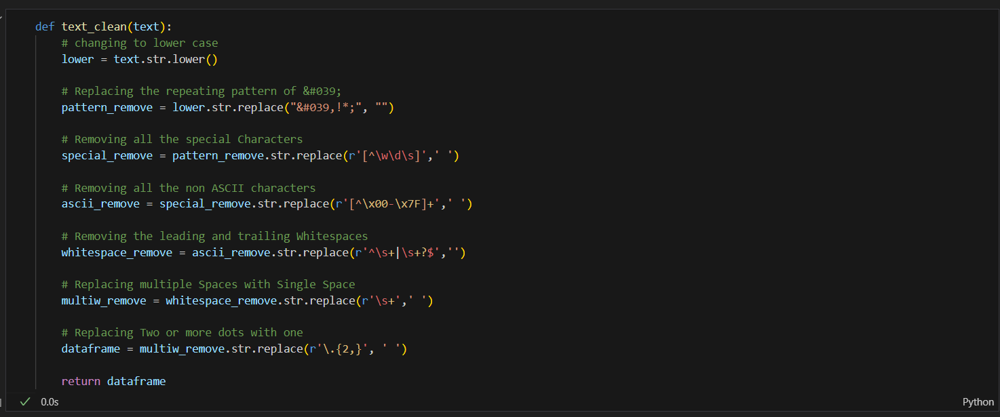 def text_clean(text):
    # changing to lower case
    lower = text.str.lower()

    # Replacing the repeating pattern of &#039;
    pattern_remove = lower.str.replace("&#039,!*;", "")

    # Removing all the special Characters
    special_remove = pattern_remove.str.replace(r'[^\w\d\s]',' ')

    # Removing all the non ASCII characters
    ascii_remove = special_remove.str.replace(r'[^\x00-\x7F]+',' ')

    # Removing the leading and trailing Whitespaces
    whitespace_remove = ascii_remove.str.replace(r'^\s+|\s+?$','')

    # Replacing multiple Spaces with Single Space
    multiw_remove = whitespace_remove.str.replace(r'\s+',' ')

    # Replacing Two or more dots with one
    dataframe = multiw_remove.str.replace(r'\.{2,}', ' ')

    return dataframe
✓ 0.0s Python